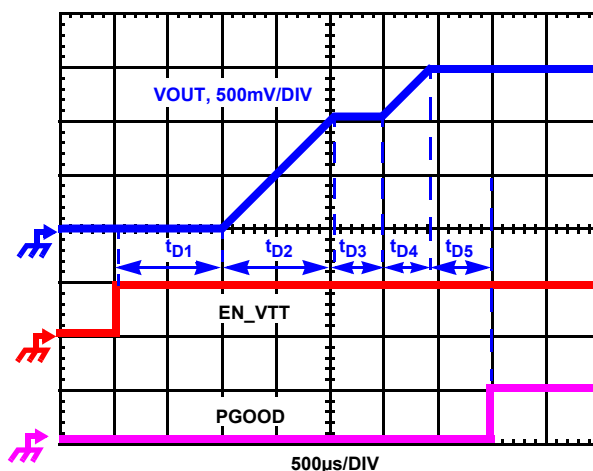 VOUT, 500mV/DIV
tD1 tD2 tD3 tD4 tD5
EN_VTT
PGOOD
500µs/DIV